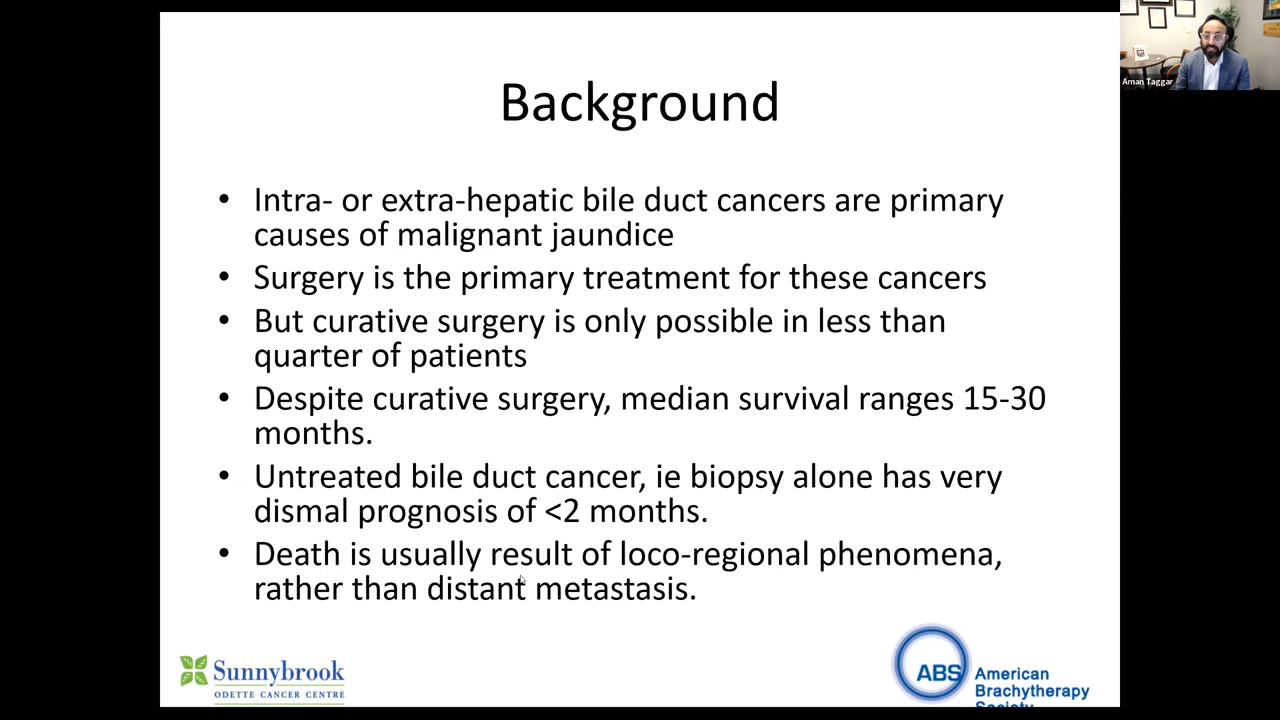 Background
• Intra- or extra-hepatic bile duct cancers are primary
causes of malignant jaundice
• Surgery is the primary treatment for these cancers
• But curative surgery is only possible in less than
quarter of patients
• Despite curative surgery, median survival ranges 15-30
months.
• Untreated bile duct cancer, ie biopsy alone has very
dismal prognosis of <2 months.
• Death is usually result of loco-regional phenomena,
rather than distant metastasis.
Sunnybrook
ODETTE CANCER CENTRE
ABS American
Brachytherapy
Society
Aman Taggar